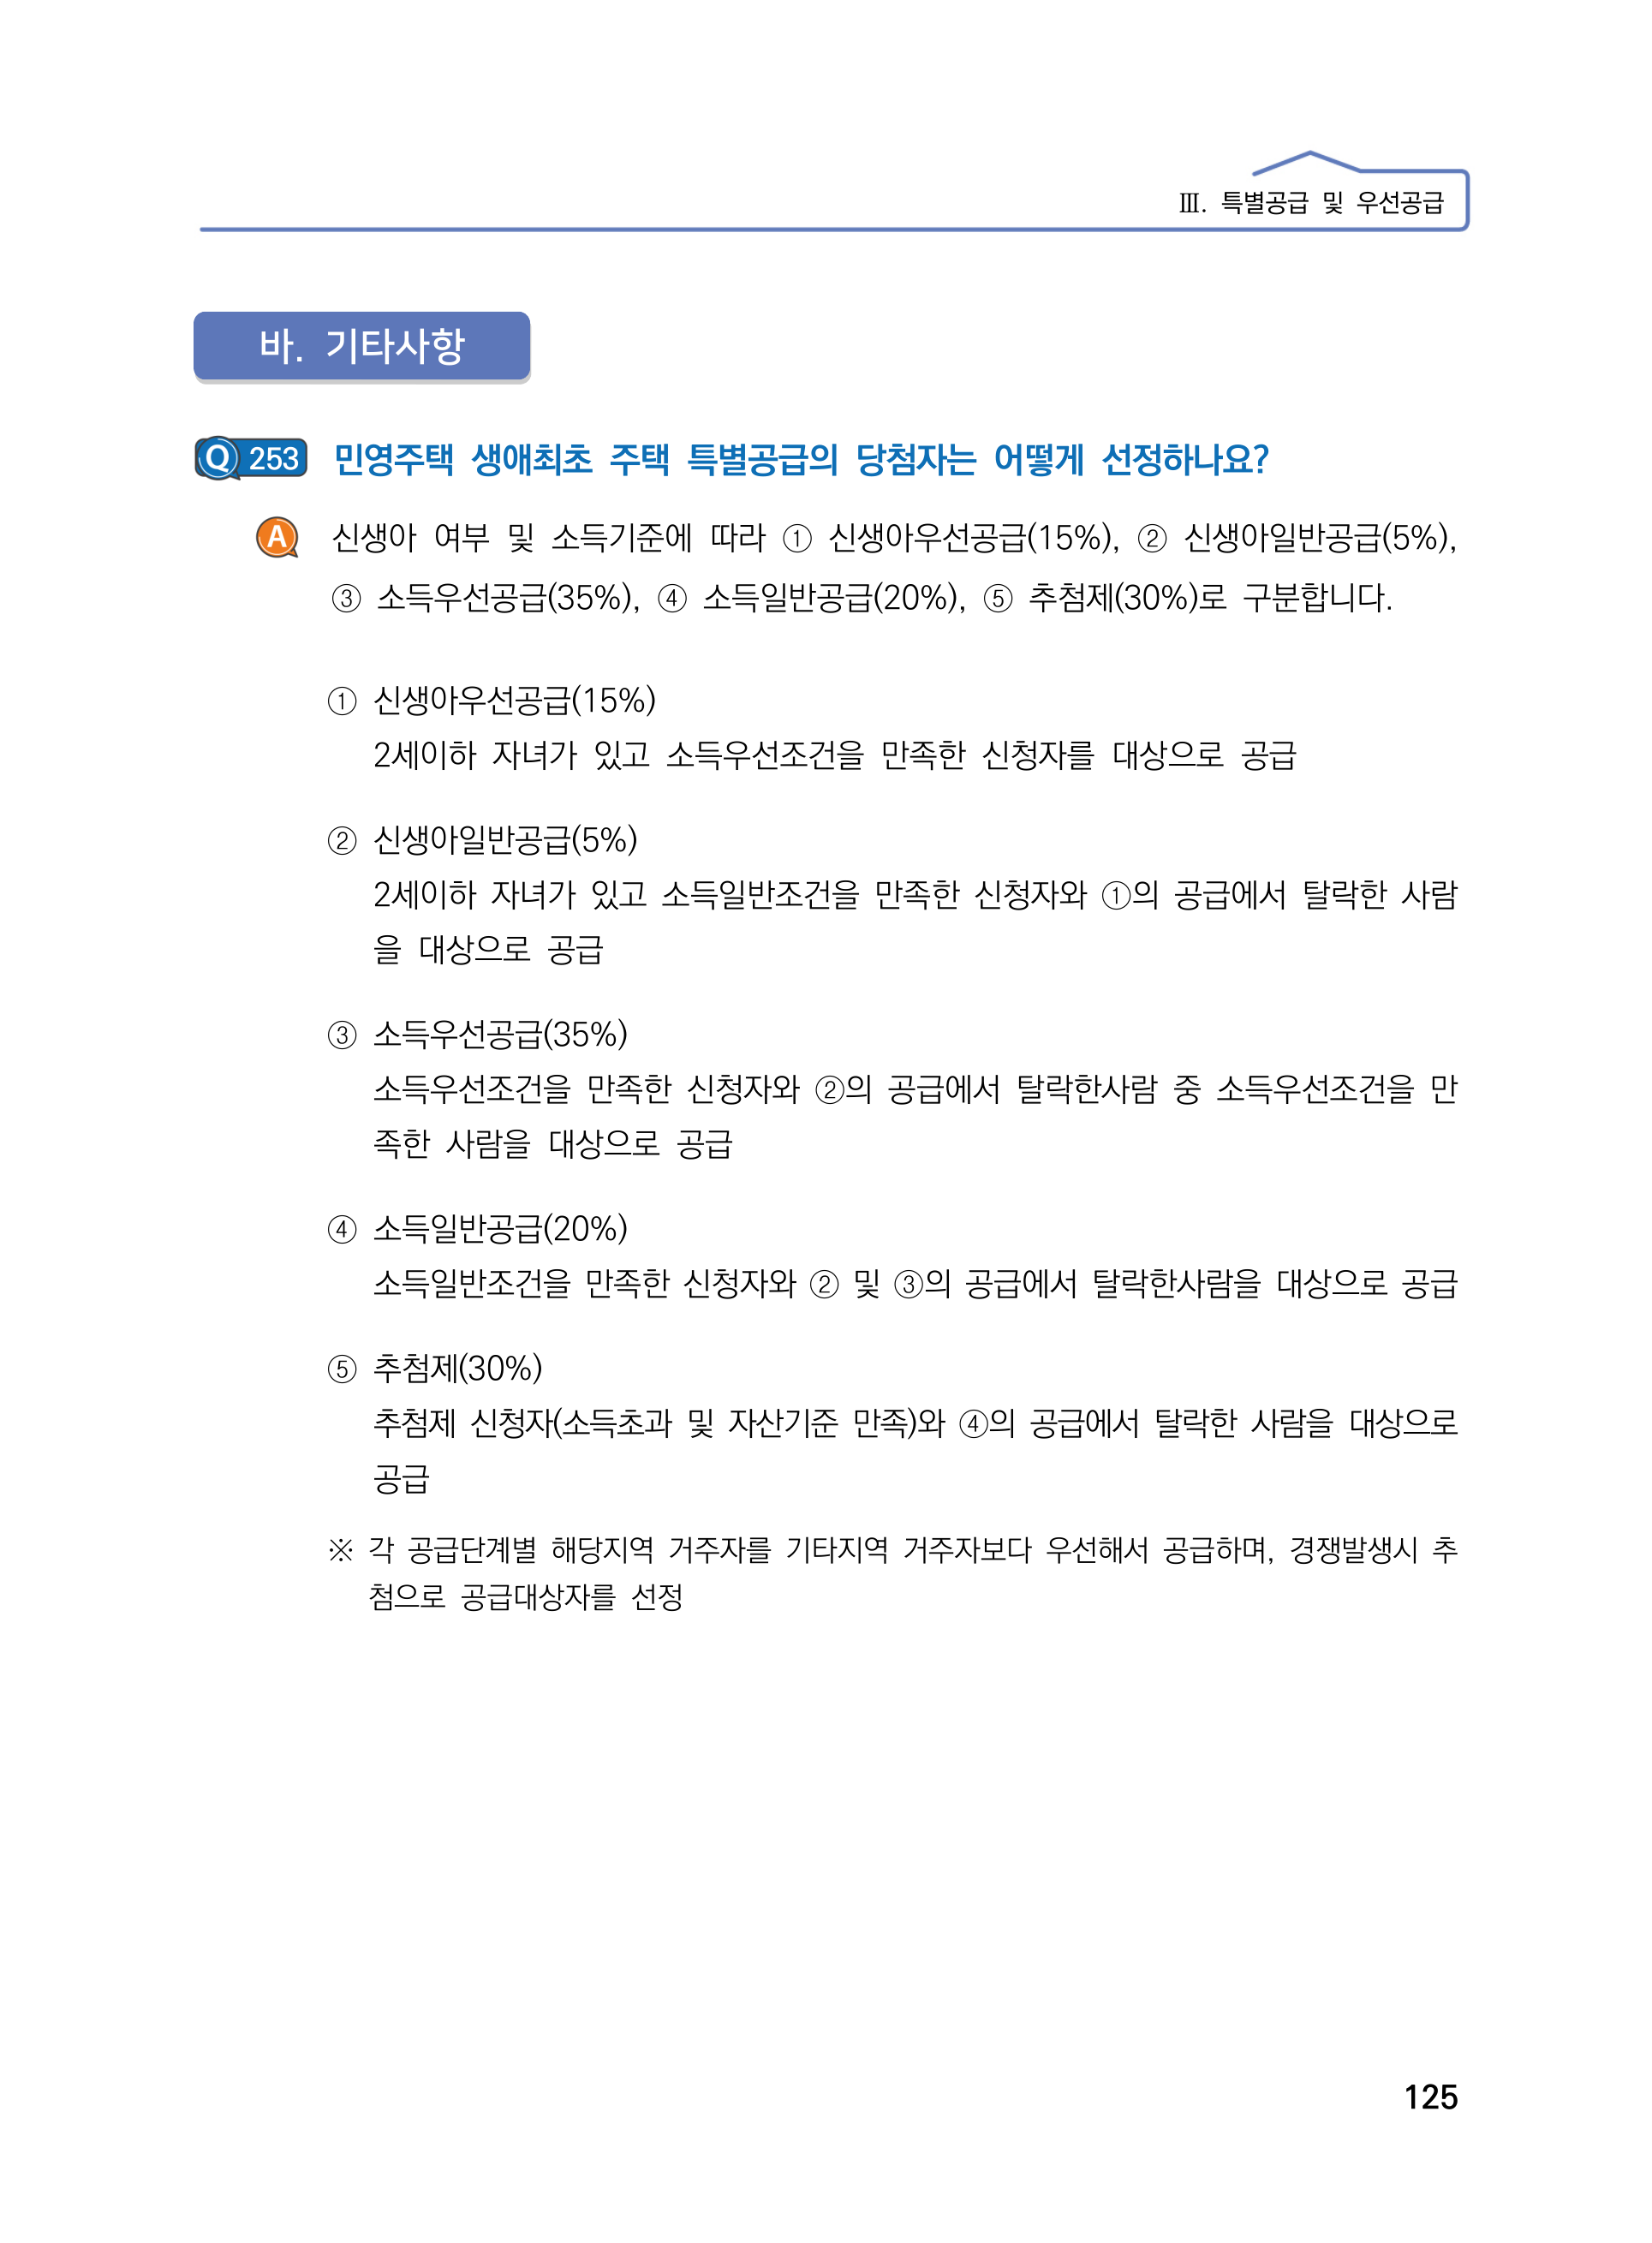 Ⅲ. 특별공급 및 우선공급
바. 기타사항
Q 253 민영주택 생애최초 주택 특별공급의 당첨자는 어떻게 선정하나요?
A 신생아 여부 및 소득기준에 따라 ① 신생아우선공급(15%), ② 신생아일반공급(5%),
③ 소득우선공급(35%), ④ 소득일반공급(20%), ⑤ 추첨제(30%)로 구분합니다.
① 신생아우선공급(15%)
2세이하 자녀가 있고 소득우선조건을 만족한 신청자를 대상으로 공급
② 신생아일반공급(5%)
2세이하 자녀가 있고 소득일반조건을 만족한 신청자와 ①의 공급에서 탈락한 사람
을 대상으로 공급
③ 소득우선공급(35%)
소득우선조건을 만족한 신청자와 ②의 공급에서 탈락한사람 중 소득우선조건을 만
족한 사람을 대상으로 공급
④ 소득일반공급(20%)
소득일반조건을 만족한 신청자와 ② 및 ③의 공급에서 탈락한사람을 대상으로 공급
⑤ 추첨제(30%)
추첨제 신청자(소득초과 및 자산기준 만족)와 ④의 공급에서 탈락한 사람을 대상으로
공급
※ 각 공급단계별 해당지역 거주자를 기타지역 거주자보다 우선해서 공급하며, 경쟁발생시 추
첨으로 공급대상자를 선정
125